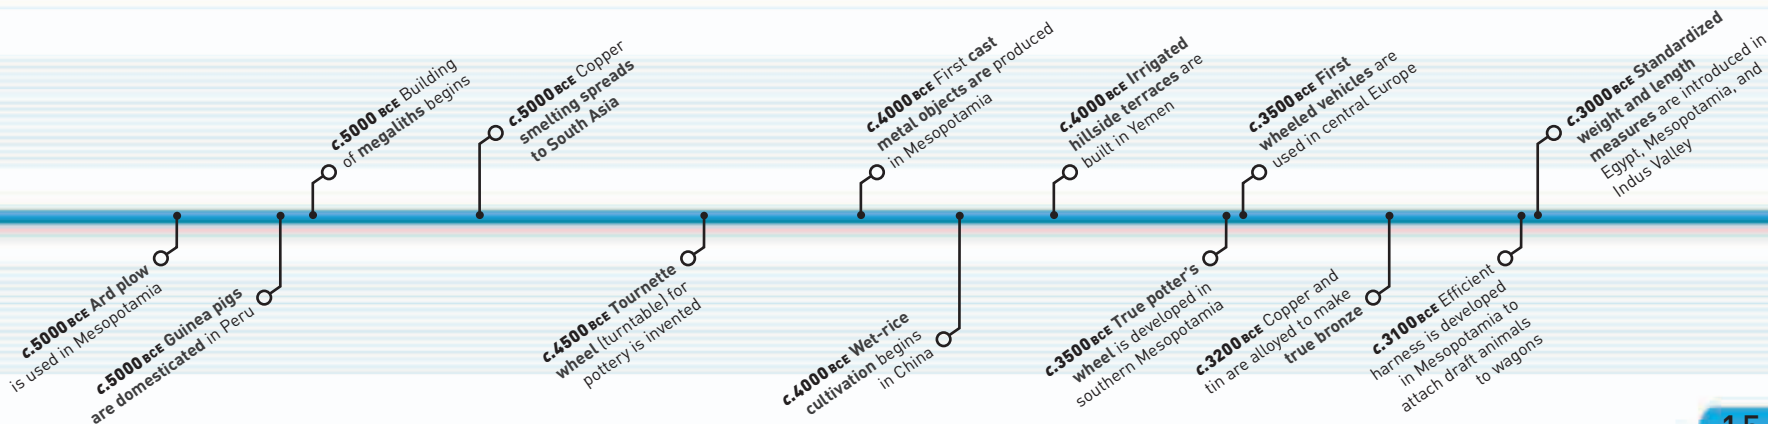 c.5000 BCE Ard plow
is used in Mesopotamia
c.5000 BCE Guinea pigs
are domesticated in Peru
c.5000 BCE Building
of megaliths begins
c.5000 BCE Copper
smelting spreads
to South Asia
c.4500 BCE Tournette
wheel (turntable) for
pottery is invented
c.4000 BCE First cast
metal objects are produced
in Mesopotamia
c.4000 BCE Wet-rice
cultivation begins
in China
c.4000 BCE Irrigated
hillside terraces are
built in Yemen
c.3500 BCE True potter's
wheel is developed in
southern Mesopotamia
c.3500 BCE First
wheeled vehicles are
used in central Europe
c.3200 BCE Copper and
tin are alloyed to make
true bronze
c.3100 BCE Efficient
harness is developed
in Mesopotamia to
attach draft animals
to wagons
c.3000 BCE Standardized
weight and length
measures are introduced in
Egypt, Mesopotamia, and
Indus Valley
15